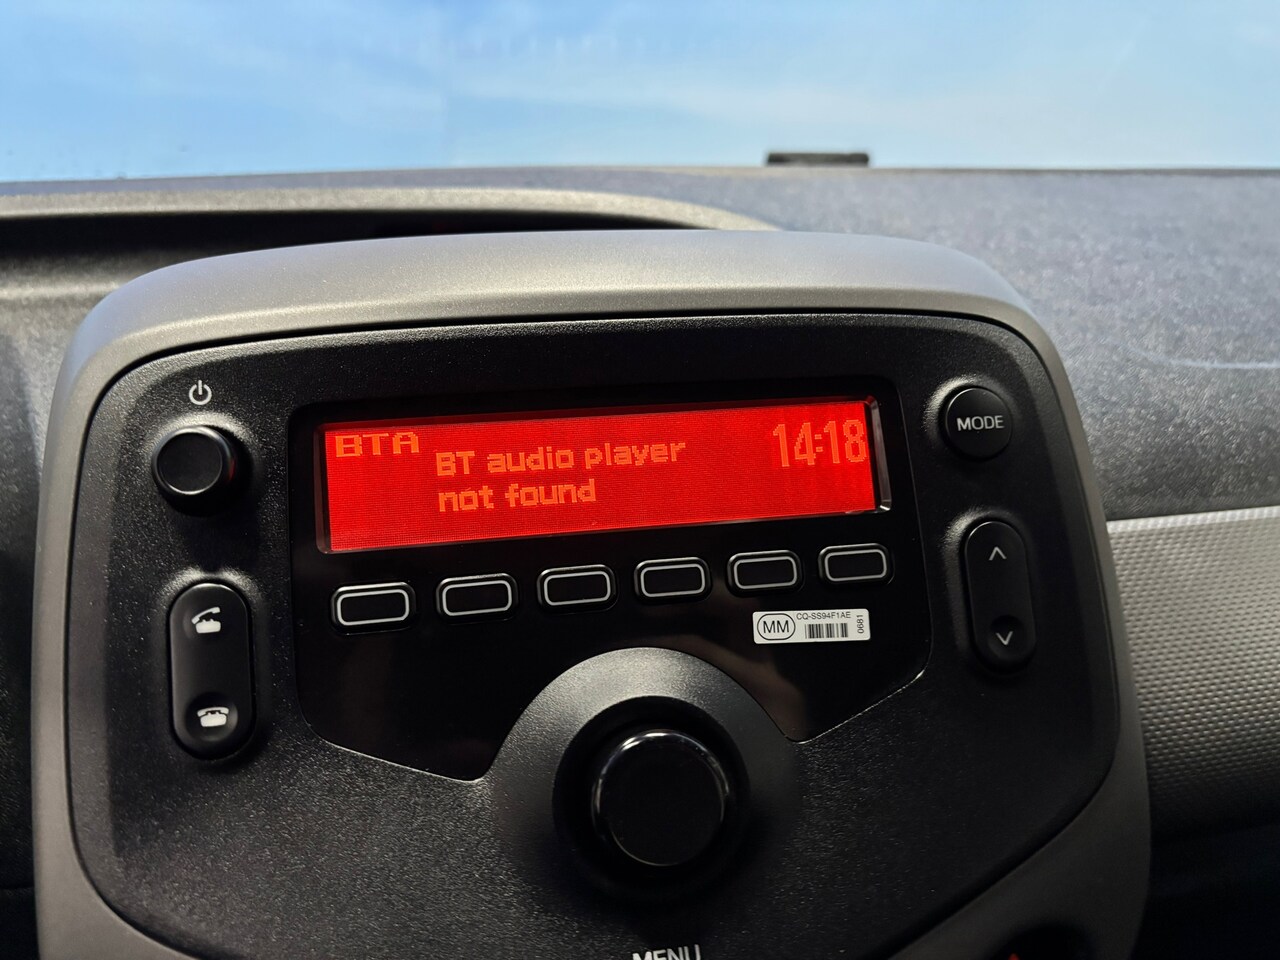 BTA
BT audio player
not found
14:18
MODE
MM
CQ-SS94F1AE
0681
MENU